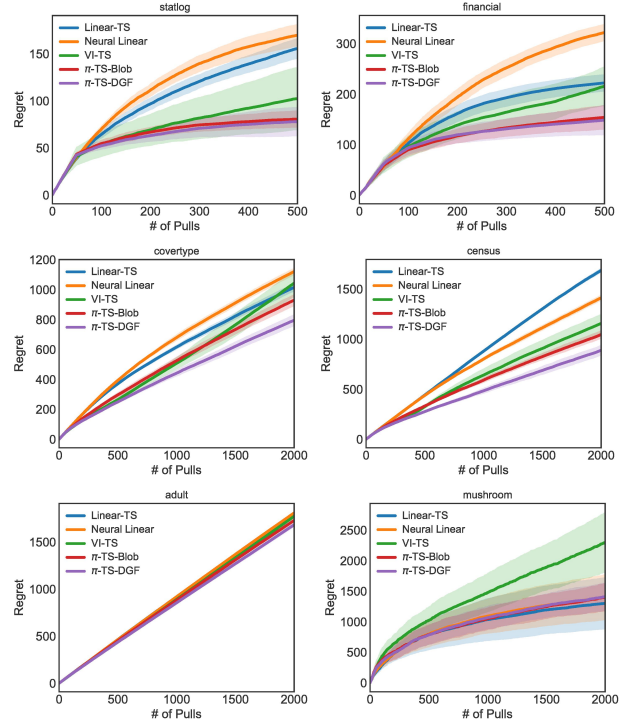 statlog
Linear-TS
Neural Linear
VI-TS
π-TS-Blob
π-TS-DGF
Regret
150
100
50
0
0 100 200 300 400 500
# of Pulls
financial
Linear-TS
Neural Linear
VI-TS
π-TS-Blob
π-TS-DGF
Regret
300
200
100
0
0 100 200 300 400 500
# of Pulls
covertype
Linear-TS
Neural Linear
VI-TS
π-TS-Blob
π-TS-DGF
Regret
1200
1000
800
600
400
200
0
0 500 1000 1500 2000
# of Pulls
census
Linear-TS
Neural Linear
VI-TS
π-TS-Blob
π-TS-DGF
Regret
1500
1000
500
0
0 500 1000 1500 2000
# of Pulls
adult
Linear-TS
Neural Linear
VI-TS
π-TS-Blob
π-TS-DGF
Regret
1500
1000
500
0
0 500 1000 1500 2000
# of Pulls
mushroom
Linear-TS
Neural Linear
VI-TS
π-TS-Blob
π-TS-DGF
Regret
2500
2000
1500
1000
500
0
0 500 1000 1500 2000
# of Pulls